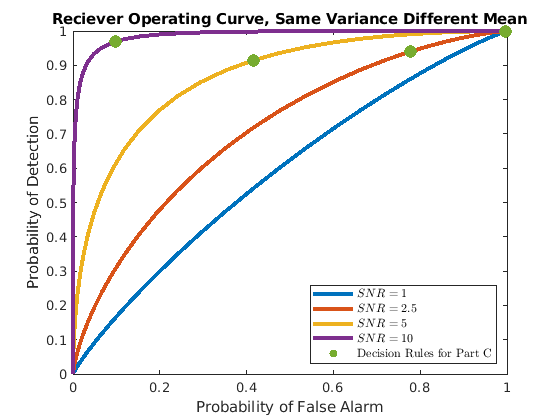 Reciever Operating Curve, Same Variance Different Mean
1
0.9
0.8
0.7
0.6
0.5
0.4
0.3
0.2
0.1
0
Probability of Detection
SNR = 1
SNR = 2.5
SNR = 5
SNR = 10
Decision Rules for Part C
0 0.2 0.4 0.6 0.8 1
Probability of False Alarm